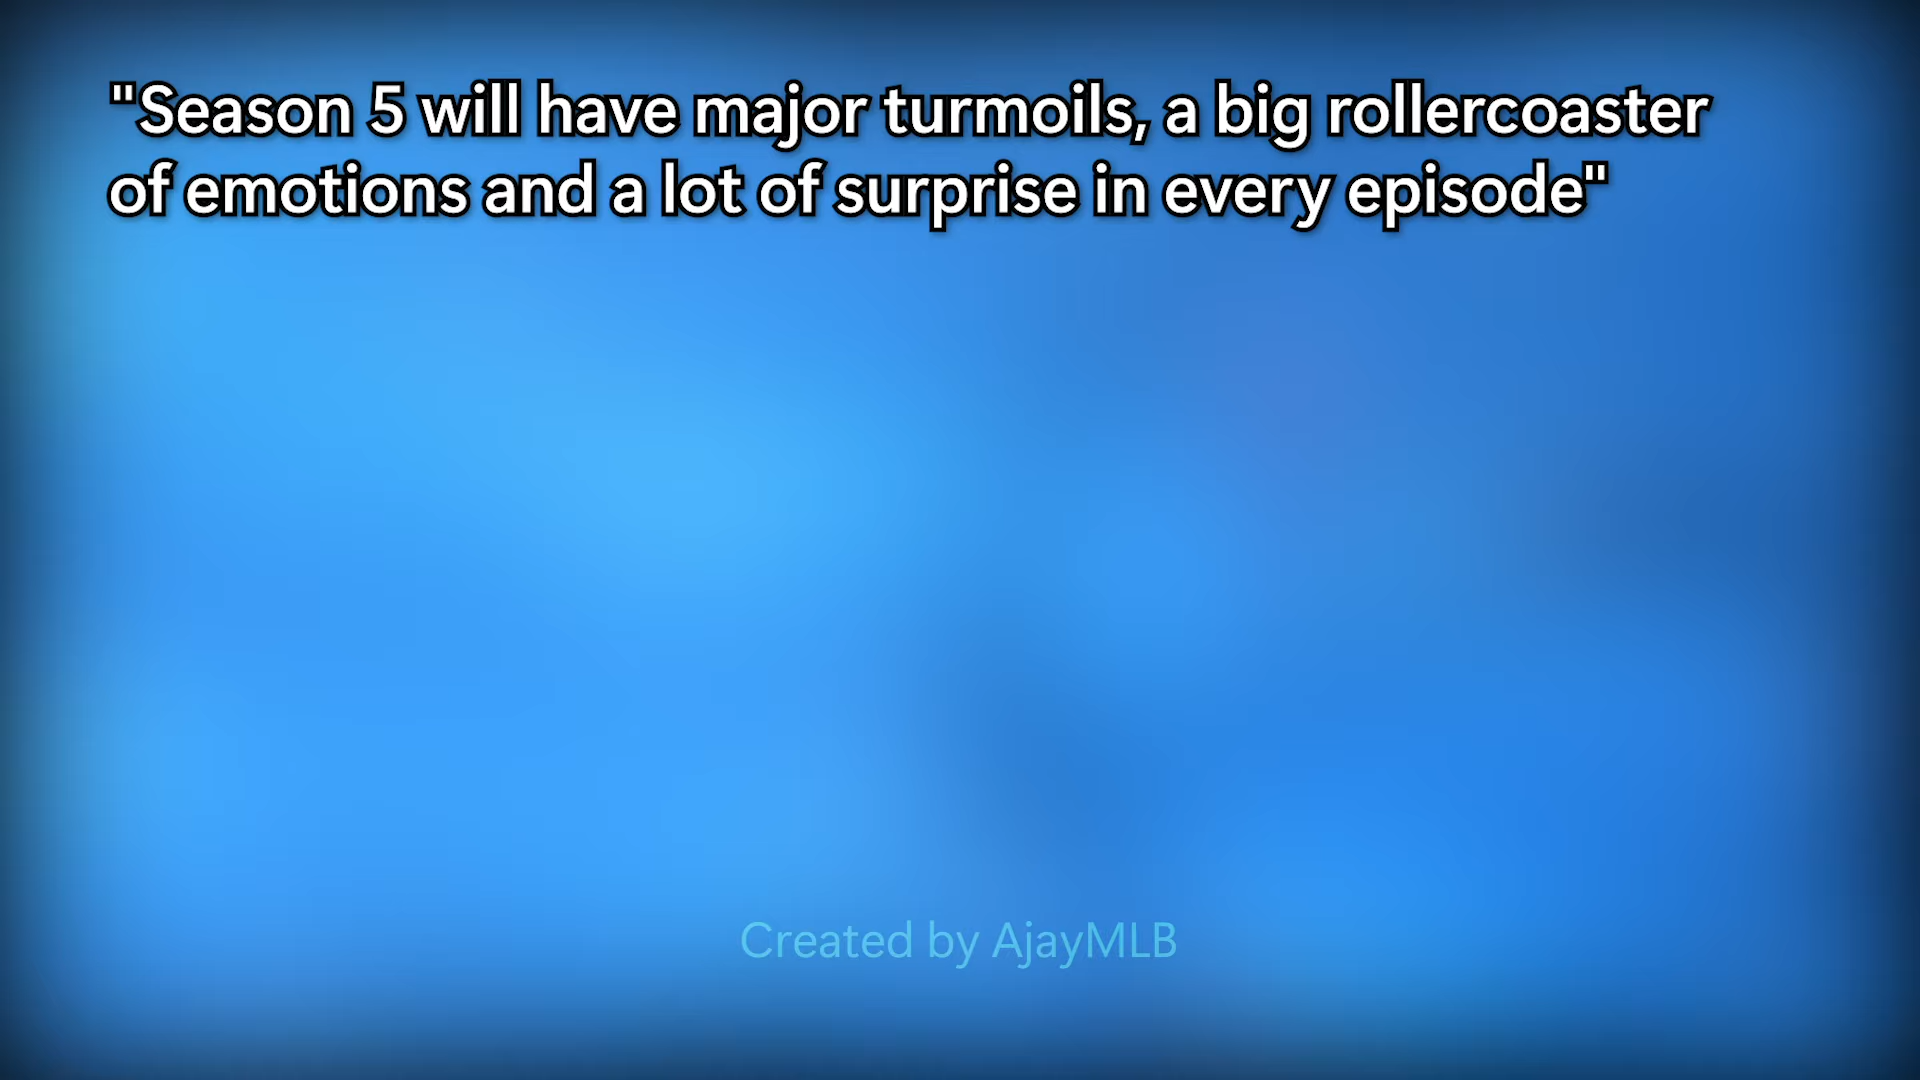 "Season 5 will have major turmoils, a big rollercoaster
of emotions and a lot of surprise in every episode"
Created by AjayMLB